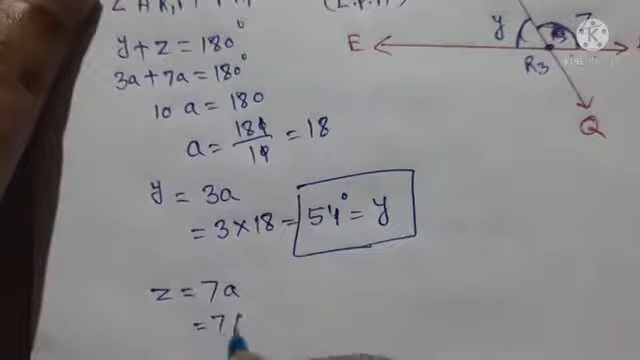 y + z = 180°
3a + 7a = 180°
10 a = 180
a = 180/10 = 18
y = 3a
= 3 × 18 = 54° = y
z = 7a
= 7
y z
E
R3
Q
K